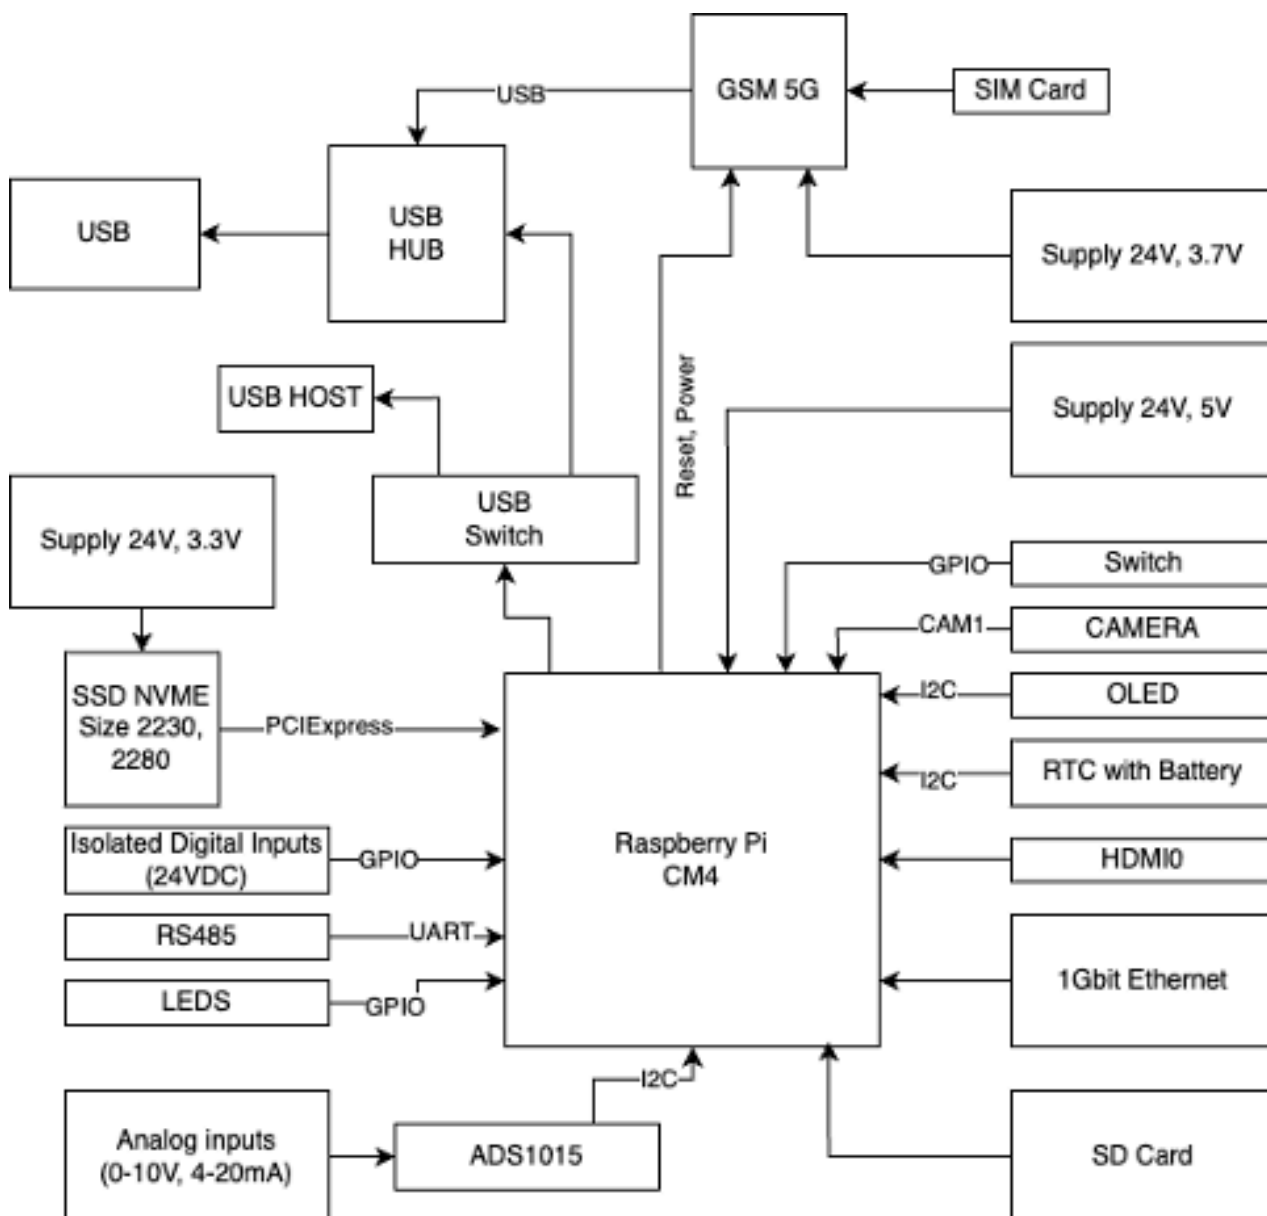 GSM 5G
SIM Card
USB
USB
HUB
USB
Supply 24V, 3.7V
USB HOST
Reset, Power
Supply 24V, 5V
USB
Switch
Supply 24V, 3.3V
GPIO
Switch
CAM1
CAMERA
SSD NVME
Size 2230,
2280
PCIExpress
I2C
OLED
I2C
RTC with Battery
Raspberry Pi
CM4
HDMI0
Isolated Digital Inputs
(24VDC)
GPIO
RS485
UART
LEDS
GPIO
1Gbit Ethernet
I2C
Analog inputs
(0-10V, 4-20mA)
ADS1015
SD Card